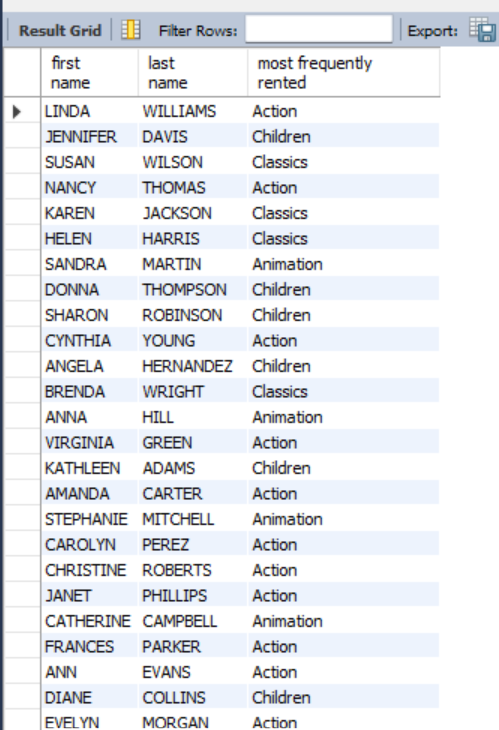 Result Grid Filter Rows: Export:
first name last name most frequently rented
LINDA WILLIAMS Action
JENNIFER DAVIS Children
SUSAN WILSON Classics
NANCY THOMAS Action
KAREN JACKSON Classics
HELEN HARRIS Classics
SANDRA MARTIN Animation
DONNA THOMPSON Children
SHARON ROBINSON Children
CYNTHIA YOUNG Action
ANGELA HERNANDEZ Children
BRENDA WRIGHT Classics
ANNA HILL Animation
VIRGINIA GREEN Action
KATHLEEN ADAMS Children
AMANDA CARTER Action
STEPHANIE MITCHELL Animation
CAROLYN PEREZ Action
CHRISTINE ROBERTS Action
JANET PHILLIPS Action
CATHERINE CAMPBELL Animation
FRANCES PARKER Action
ANN EVANS Action
DIANE COLLINS Children
EVELYN MORGAN Action